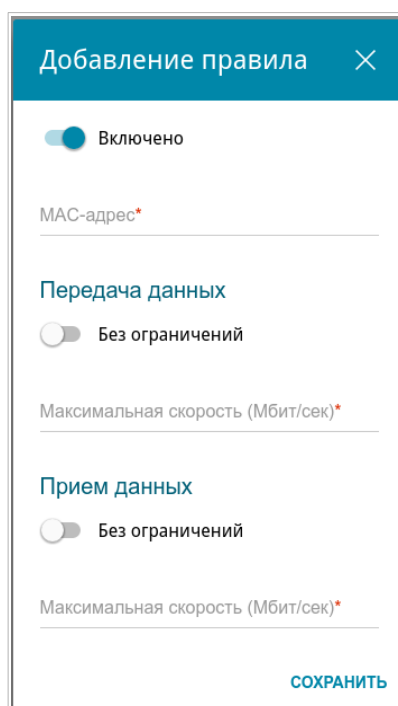 Добавление правила
Включено
MAC-адрес*
Передача данных
Без ограничений
Максимальная скорость (Мбит/сек)*
Прием данных
Без ограничений
Максимальная скорость (Мбит/сек)*
СОХРАНИТЬ